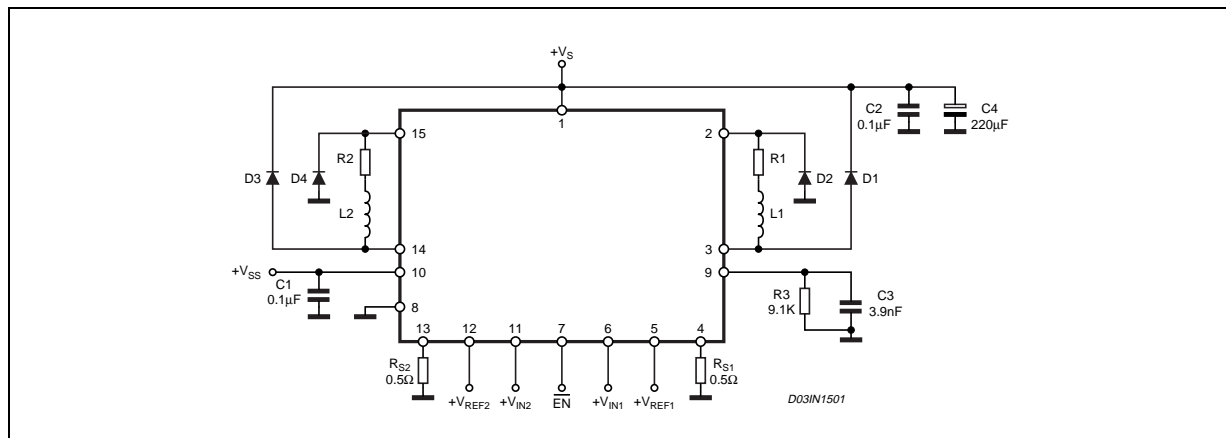 +VS
1
C2
0.1µF
C4
220µF
15
2
R2
R1
D3
D4
D2
D1
L2
L1
14
3
+VSS
10
9
C1
0.1µF
R3
9.1K
C3
3.9nF
8
13
12
11
7
6
5
4
RS2
0.5Ω
RS1
0.5Ω
+VREF2
+VIN2
EN
+VIN1
+VREF1
D03IN1501